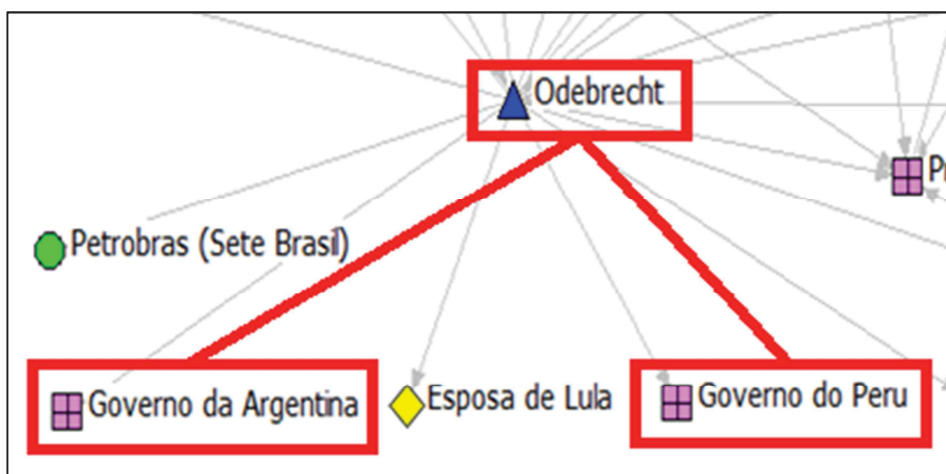 Odebrecht
Petrobras (Sete Brasil)
Governo da Argentina
Esposa de Lula
Governo do Peru